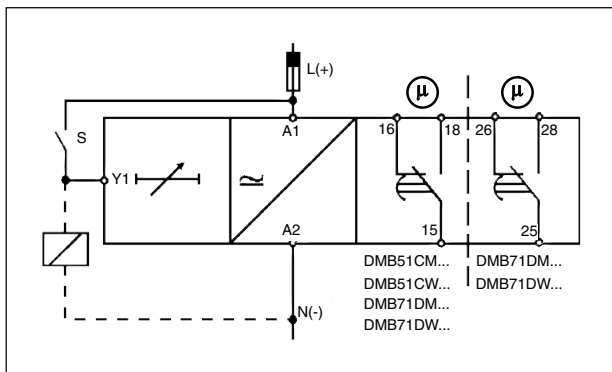 L(+)
µ µ
S
A1
16 18 26 28
Y1
A2
15 25
DMB51CM... DMB71DM...
DMB51CW... DMB71DW...
DMB71DM...
DMB71DW...
N(-)